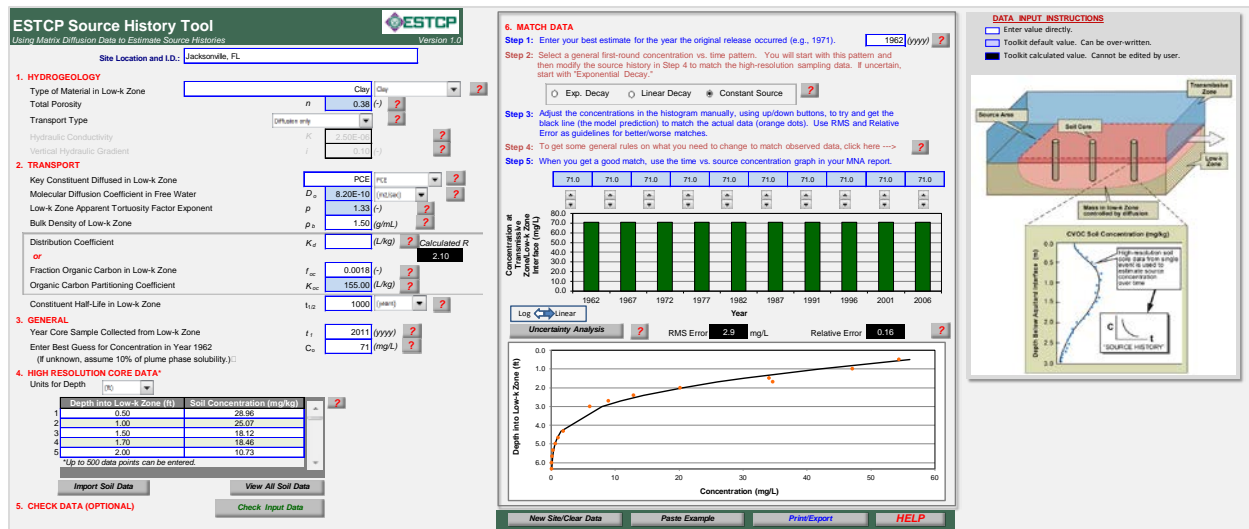 ESTCP Source History Tool
ESTCP
Using Matrix Diffusion Data to Estimate Source Histories
Version 1.0
Site Location and I.D.: Jacksonville, FL
1. HYDROGEOLOGY
Type of Material in Low-k Zone Clay Clay ?
Total Porosity n 0.38 (-) ?
Transport Type Diffusion only ?
Hydraulic Conductivity K 2.50E-06 ?
Vertical Hydraulic Gradient i 0.10 (-) ?
2. TRANSPORT
Key Constituent Diffused in Low-k Zone PCE PCE ?
Molecular Diffusion Coefficient in Free Water Do 8.20E-10 (m2/sec) ?
Low-k Zone Apparent Tortuosity Factor Exponent p 1.33 (-) ?
Bulk Density of Low-k Zone ρb 1.50 (g/mL) ?
Distribution Coefficient Kd (L/kg) ? Calculated R
or 2.10
Fraction Organic Carbon in Low-k Zone foc 0.0018 (-) ?
Organic Carbon Partitioning Coefficient Koc 155.00 (L/kg) ?
Constituent Half-Life in Low-k Zone t1/2 1000 (years) ?
3. GENERAL
Year Core Sample Collected from Low-k Zone t1 2011 (yyyy) ?
Enter Best Guess for Concentration in Year 1962 Co 71 (mg/L) ?
(If unknown, assume 10% of plume phase solubility.)
4. HIGH RESOLUTION CORE DATA*
Units for Depth (ft)
Depth into Low-k Zone (ft) Soil Concentration (mg/kg) ?
1 0.50 28.96
2 1.00 25.07
3 1.50 18.12
4 1.70 18.46
5 2.00 10.73
*Up to 500 data points can be entered.
Import Soil Data View All Soil Data
5. CHECK DATA (OPTIONAL) Check Input Data
6. MATCH DATA
Step 1: Enter your best estimate for the year the original release occurred (e.g., 1971). 1962 (yyyy) ?
Step 2: Select a general first-round concentration vs. time pattern. You will start with this pattern and
then modify the source history in Step 4 to match the high-resolution sampling data. If uncertain,
start with "Exponential Decay."
Exp. Decay Linear Decay Constant Source ?
Step 3: Adjust the concentrations in the histogram manually, using up/down buttons, to try and get the
black line (the model prediction) to match the actual data (orange dots). Use RMS and Relative
Error as guidelines for better/worse matches.
Step 4: To get some general rules on what you need to change to match observed data, click here ---> ?
Step 5: When you get a good match, use the time vs. source concentration graph in your MNA report.
71.0 71.0 71.0 71.0 71.0 71.0 71.0 71.0 71.0 71.0
Concentration at
Transmissive
Zone/Low-k Zone
Interface (mg/L)
80.0
70.0
60.0
50.0
40.0
30.0
20.0
10.0
0.0
1962 1967 1972 1977 1982 1987 1991 1996 2001 2006
Year
Log Linear
Uncertainty Analysis ? RMS Error 2.9 mg/L Relative Error 0.16 ?
Depth into Low-k Zone (ft)
0.0
1.0
2.0
3.0
4.0
5.0
6.0
0 10 20 30 40 50 60
Concentration (mg/L)
New Site/Clear Data Paste Example Print/Export HELP
DATA INPUT INSTRUCTIONS
Enter value directly.
Toolkit default value. Can be over-written.
Toolkit calculated value. Cannot be edited by user.
Transmissive
Zone
Source Area
Soil Core
Low-k
Zone
Mass in low-k Zone
controlled by diffusion
CVOC Soil Concentration (mg/kg)
Depth Below Aquitard Interface (m)
0.0
0.5
1.0
1.5
2.0
2.5
3.0
High-resolution soil
core data from single
event is used to
estimate source
concentration
over time
C
t
"SOURCE HISTORY"